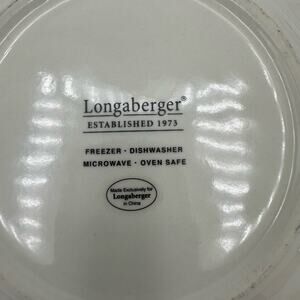 Longaberger®
ESTABLISHED 1973
FREEZER · DISHWASHER
MICROWAVE · OVEN SAFE
Made Exclusively for
Longaberger
in China